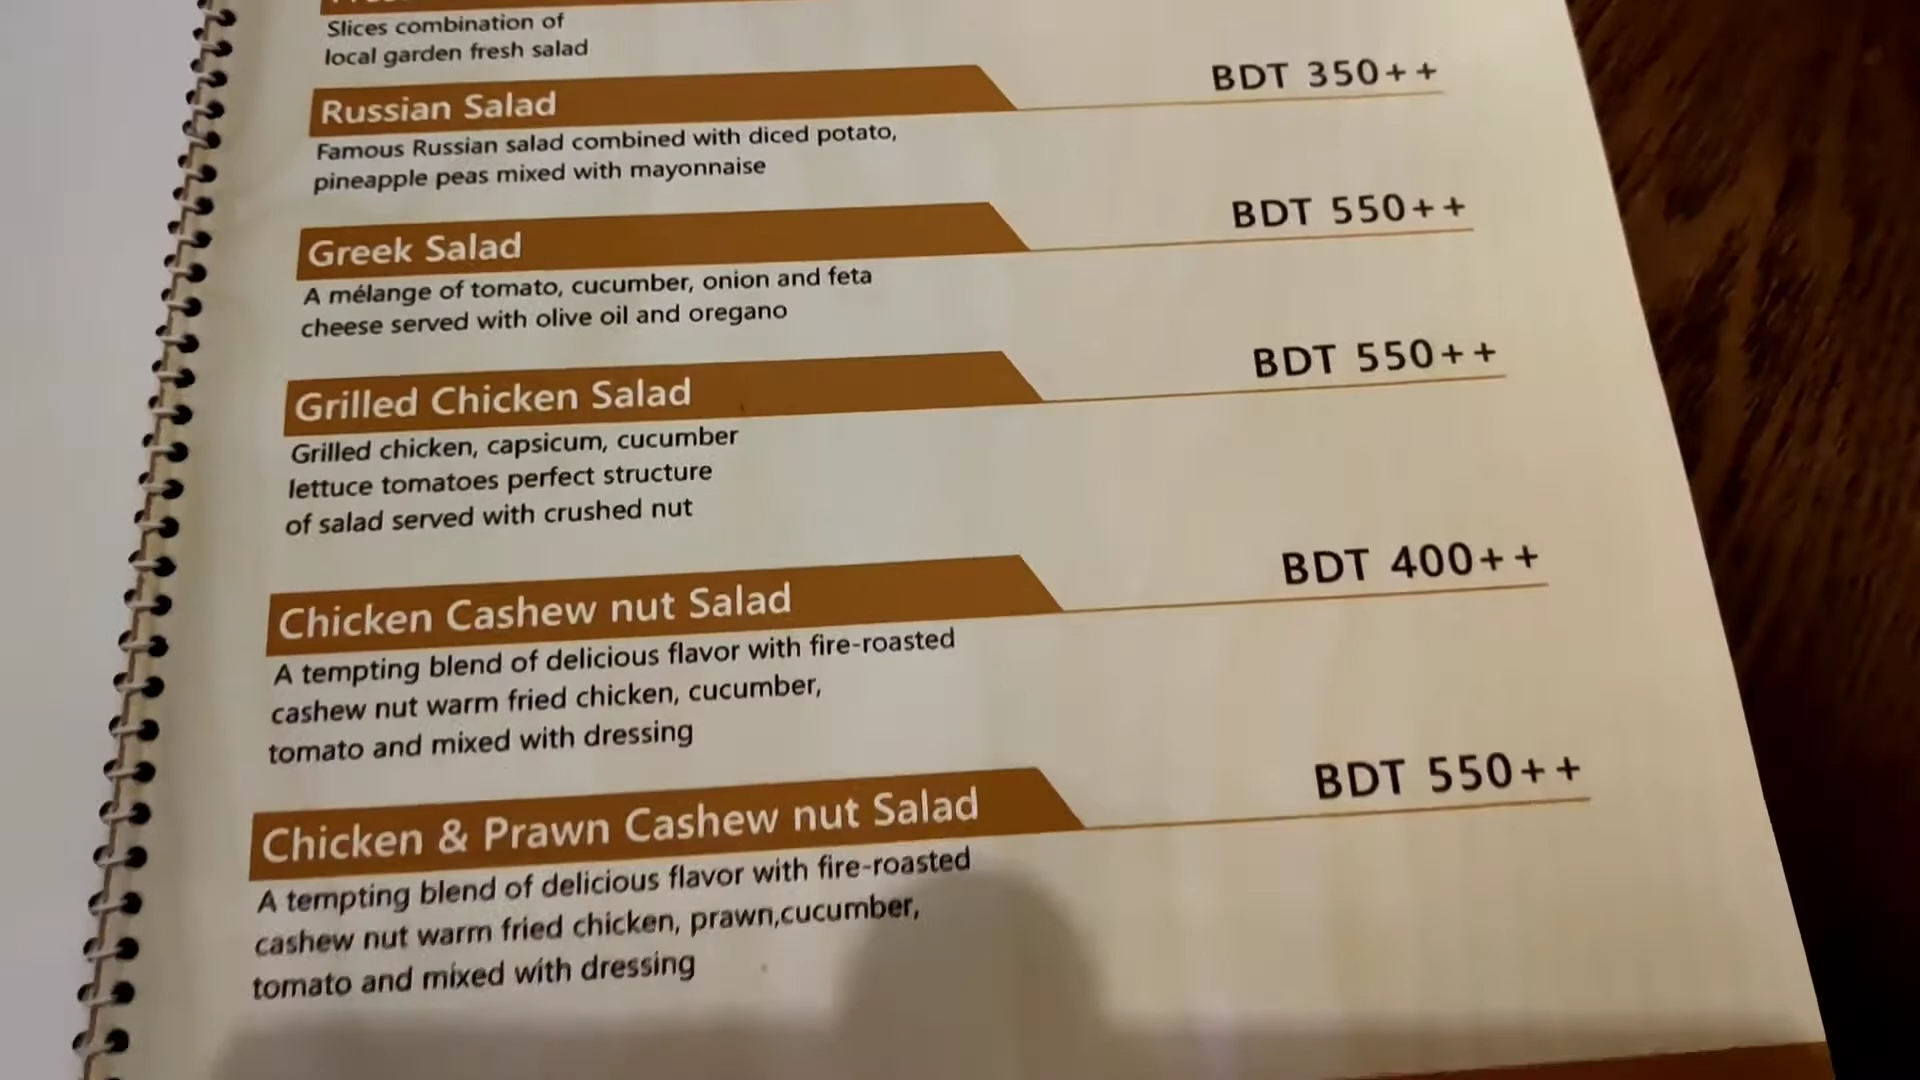 Slices combination of
local garden fresh salad
Russian Salad BDT 350++
Famous Russian salad combined with diced potato,
pineapple peas mixed with mayonnaise
Greek Salad BDT 550++
A mélange of tomato, cucumber, onion and feta
cheese served with olive oil and oregano
Grilled Chicken Salad BDT 550++
Grilled chicken, capsicum, cucumber
lettuce tomatoes perfect structure
of salad served with crushed nut
Chicken Cashew nut Salad BDT 400++
A tempting blend of delicious flavor with fire-roasted
cashew nut warm fried chicken, cucumber,
tomato and mixed with dressing
Chicken & Prawn Cashew nut Salad BDT 550++
A tempting blend of delicious flavor with fire-roasted
cashew nut warm fried chicken, prawn,cucumber,
tomato and mixed with dressing